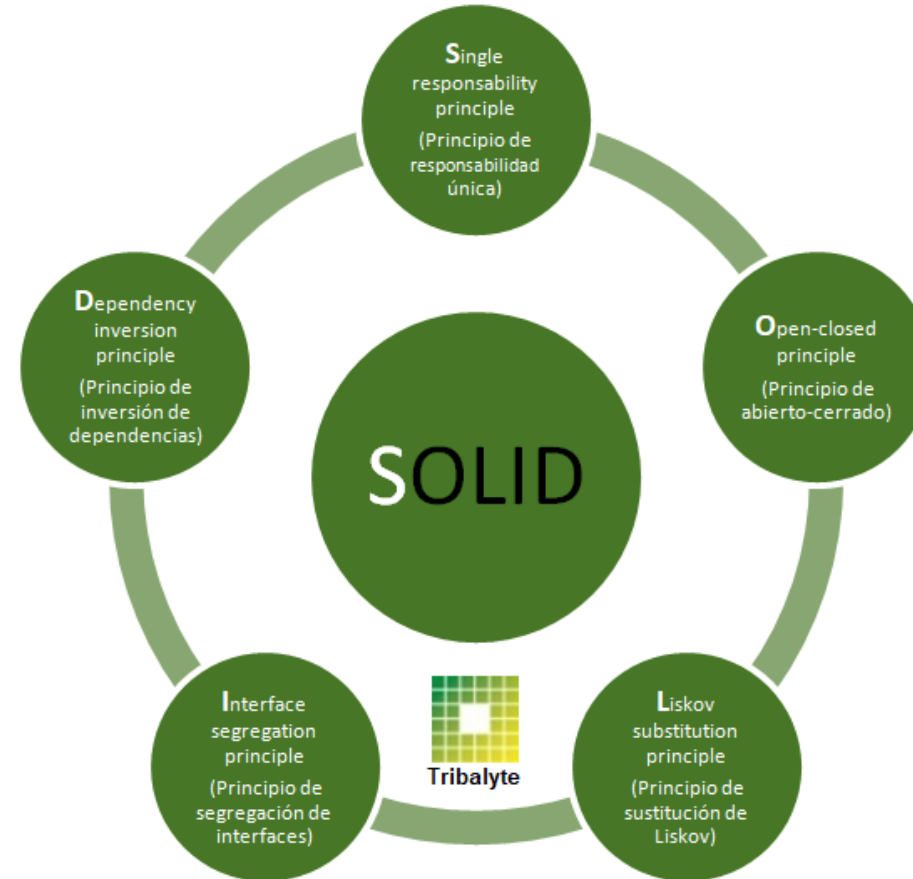 Single
responsability
principle
(Principio de
responsabilidad
única)
Dependency
inversion
principle
(Principio de
inversión de
dependencias)
Open-closed
principle
(Principio de
abierto-cerrado)
SOLID
Interface
segregation
principle
(Principio de
segregación de
interfaces)
Tribalyte
Liskov
substitution
principle
(Principio de
sustitución de
Liskov)